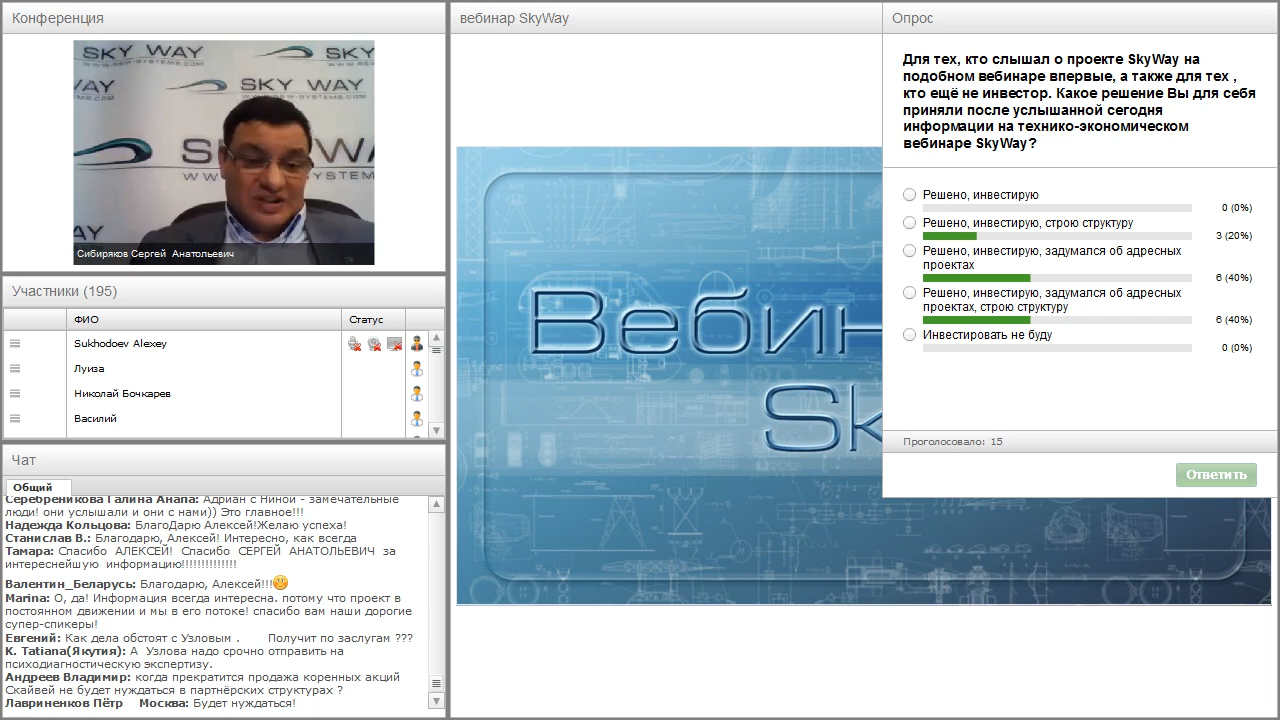 Конференция
SKY WAY
SKY WAY
WWW.RSW-SYSTEMS.COM
SKY WAY
WAY
Сибиряков Сергей Анатольевич
Участники (195)
ФИО
Статус
Sukhodoev Alexey
Луиза
Николай Бочкарев
Василий
Чат
Общий
Серебреникова Галина Анапа: Адриан с Ниной - замечательные
люди! они услышали и они с нами)) Это главное!!!
Надежда Кольцова: БлагоДарю Алексей!Желаю успеха!
Станислав В.: Благодарю, Алексей! Интересно, как всегда
Тамара: Спасибо АЛЕКСЕЙ! Спасибо СЕРГЕЙ АНАТОЛЬЕВИЧ за
интереснейшую информацию!!!!!!!!!!!!!
Валентин_Беларусь: Благодарю, Алексей!!!
Marina: О, да! Информация всегда интересна. потому что проект в
постоянном движении и мы в его потоке! спасибо вам наши дорогие
супер-спикеры!
Евгений: Как дела обстоят с Узловым . Получит по заслугам ???
K. Tatiana(Якутия): А Узлова надо срочно отправить на
психодиагностическую экспертизу.
Андреев Владимир: когда прекратится продажа коренных акций
Скайвей не будет нуждаться в партнёрских структурах ?
Лавриненков Пётр Москва: Будет нуждаться!
вебинар SkyWay
Вебин
Sk
Опрос
Для тех, кто слышал о проекте SkyWay на
подобном вебинаре впервые, а также для тех ,
кто ещё не инвестор. Какое решение Вы для себя
приняли после услышанной сегодня
информации на технико-экономическом
вебинаре SkyWay?
Решено, инвестирую
0 (0%)
Решено, инвестирую, строю структуру
3 (20%)
Решено, инвестирую, задумался об адресных
проектах
6 (40%)
Решено, инвестирую, задумался об адресных
проектах, строю структуру
6 (40%)
Инвестировать не буду
0 (0%)
Проголосовало: 15
Ответить